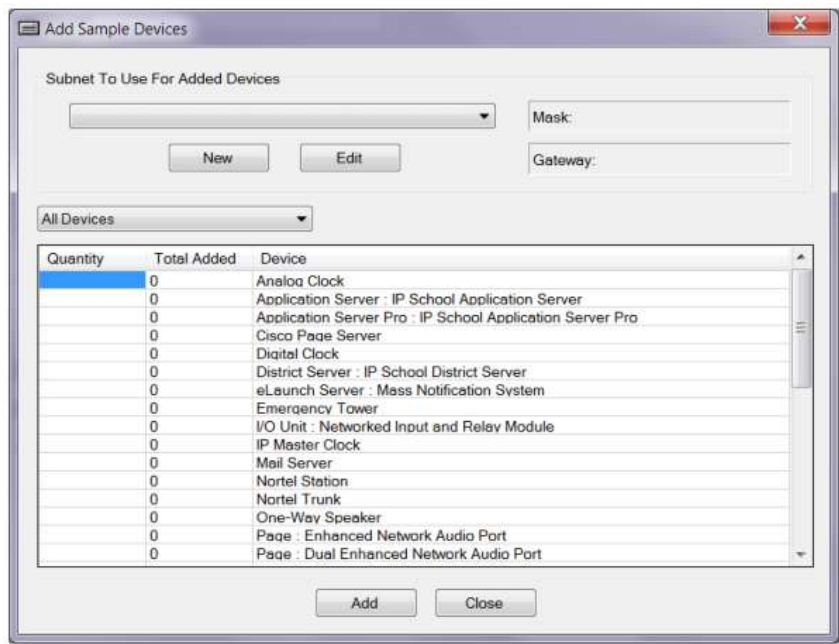 Add Sample Devices
Subnet To Use For Added Devices
Mask:
New Edit
Gateway:
All Devices
Quantity Total Added Device
0 Analog Clock
0 Application Server : IP School Application Server
0 Application Server Pro : IP School Application Server Pro
0 Cisco Page Server
0 Digital Clock
0 District Server : IP School District Server
0 eLaunch Server : Mass Notification System
0 Emergency Tower
0 I/O Unit : Networked Input and Relay Module
0 IP Master Clock
0 Mail Server
0 Nortel Station
0 Nortel Trunk
0 One-Way Speaker
0 Page : Enhanced Network Audio Port
0 Page : Dual Enhanced Network Audio Port
Add Close